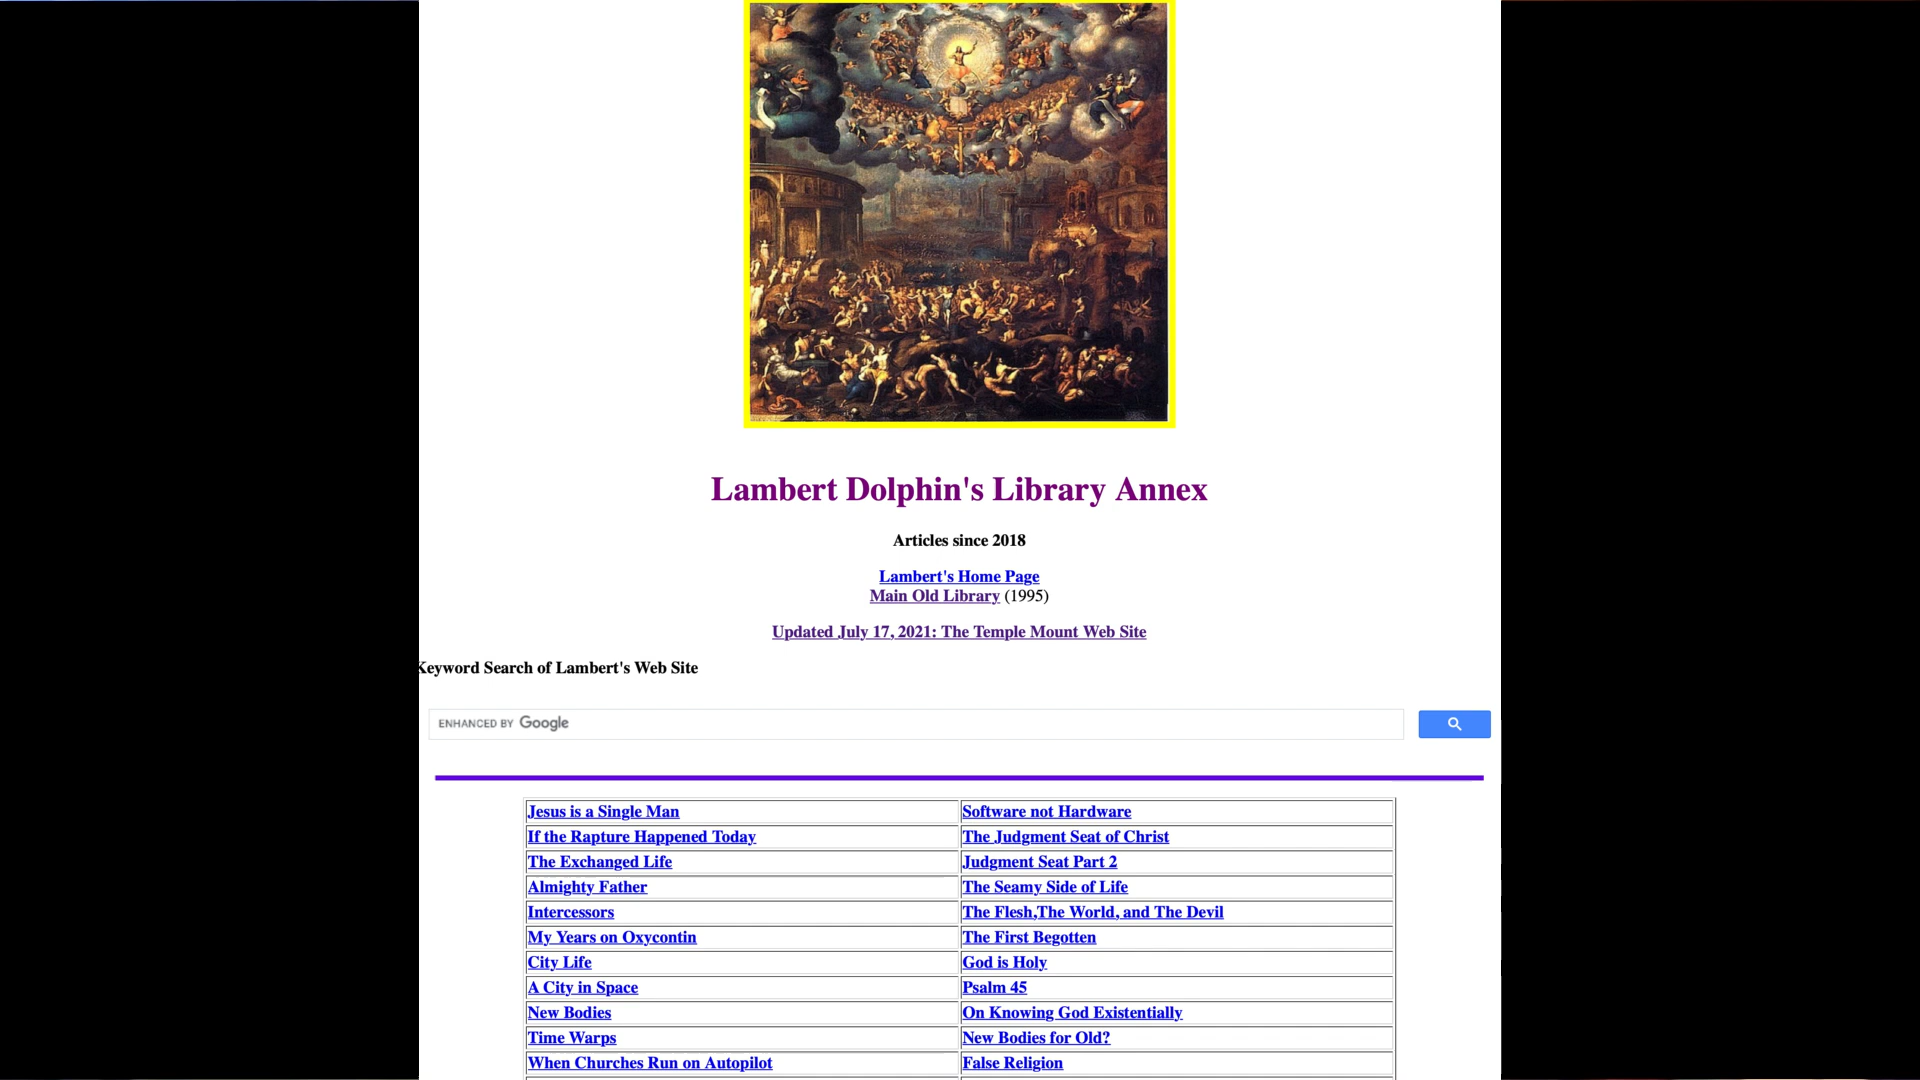 Lambert Dolphin's Library Annex
Articles since 2018
Lambert's Home Page
Main Old Library (1995)
Updated July 17, 2021: The Temple Mount Web Site
Keyword Search of Lambert's Web Site
ENHANCED BY Google
Jesus is a Single Man
Software not Hardware
If the Rapture Happened Today
The Judgment Seat of Christ
The Exchanged Life
Judgment Seat Part 2
Almighty Father
The Seamy Side of Life
Intercessors
The Flesh,The World, and The Devil
My Years on Oxycontin
The First Begotten
City Life
God is Holy
A City in Space
Psalm 45
New Bodies
On Knowing God Existentially
Time Warps
New Bodies for Old?
When Churches Run on Autopilot
False Religion